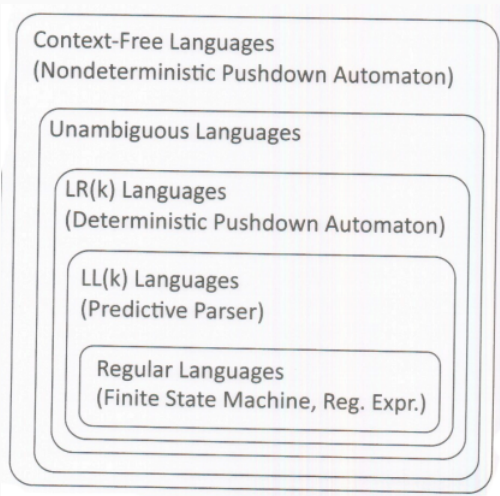 Context-Free Languages
(Nondeterministic Pushdown Automaton)
Unambiguous Languages
LR(k) Languages
(Deterministic Pushdown Automaton)
LL(k) Languages
(Predictive Parser)
Regular Languages
(Finite State Machine, Reg. Expr.)